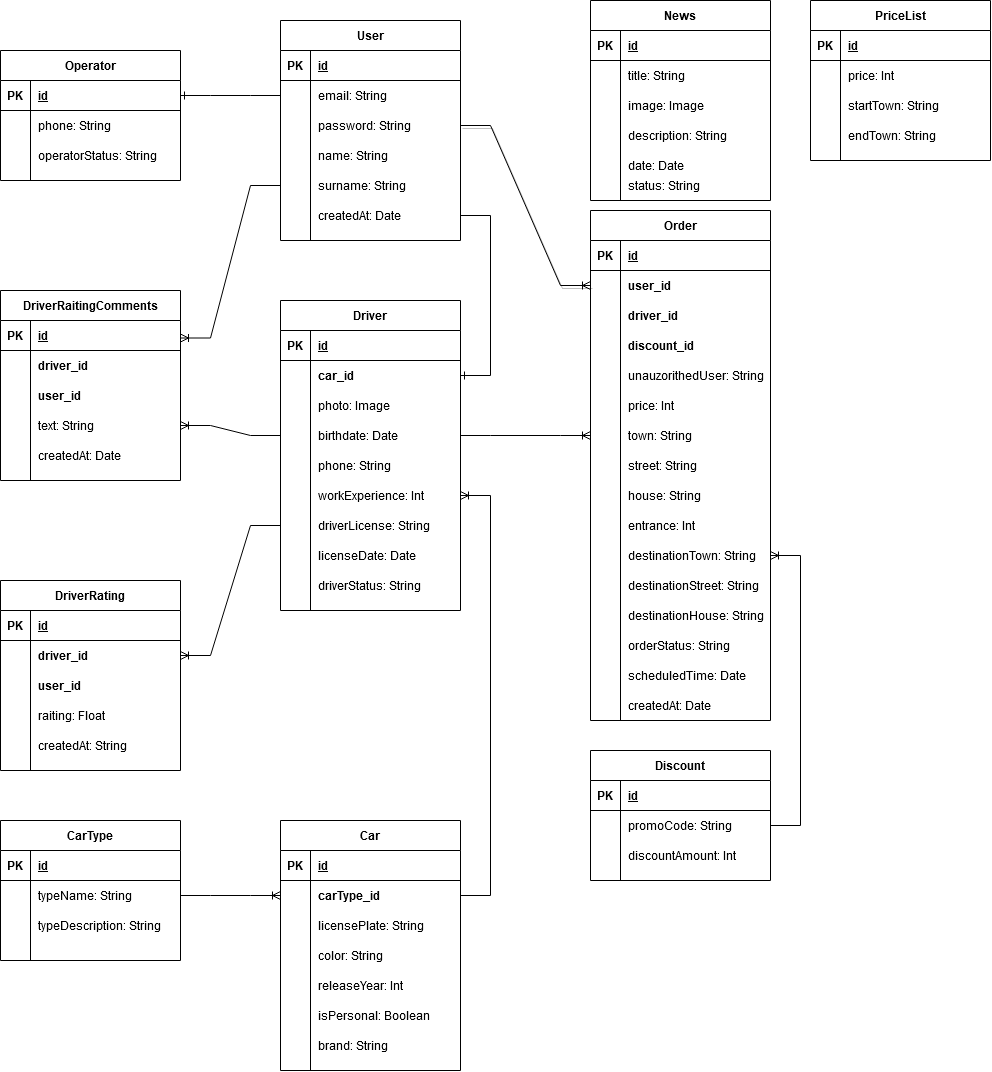 Operator
PK id
phone: String
operatorStatus: String
User
PK id
email: String
password: String
name: String
surname: String
createdAt: Date
News
PK id
title: String
image: Image
description: String
date: Date
status: String
PriceList
PK id
price: Int
startTown: String
endTown: String
DriverRaitingComments
PK id
driver_id
user_id
text: String
createdAt: Date
Driver
PK id
car_id
photo: Image
birthdate: Date
phone: String
workExperience: Int
driverLicense: String
licenseDate: Date
driverStatus: String
Order
PK id
user_id
driver_id
discount_id
unauzorithedUser: String
price: Int
town: String
street: String
house: String
entrance: Int
destinationTown: String
destinationStreet: String
destinationHouse: String
orderStatus: String
scheduledTime: Date
createdAt: Date
DriverRating
PK id
driver_id
user_id
raiting: Float
createdAt: String
Discount
PK id
promoCode: String
discountAmount: Int
CarType
PK id
typeName: String
typeDescription: String
Car
PK id
carType_id
licensePlate: String
color: String
releaseYear: Int
isPersonal: Boolean
brand: String